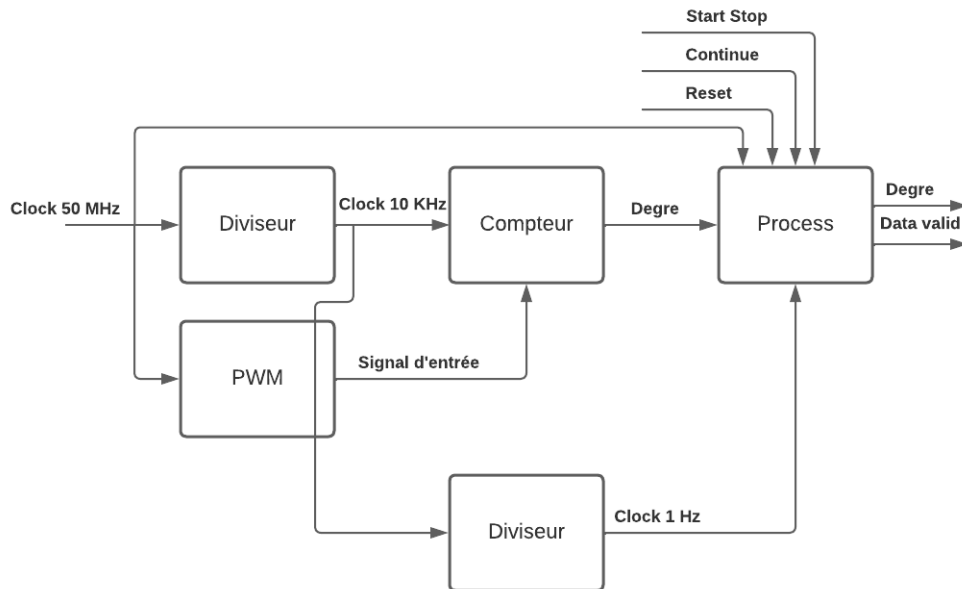 Start Stop
Continue
Reset
Clock 50 MHz
Diviseur
Clock 10 KHz
Compteur
Degre
Process
Degre
Data valid
PWM
Signal d'entrée
Diviseur
Clock 1 Hz